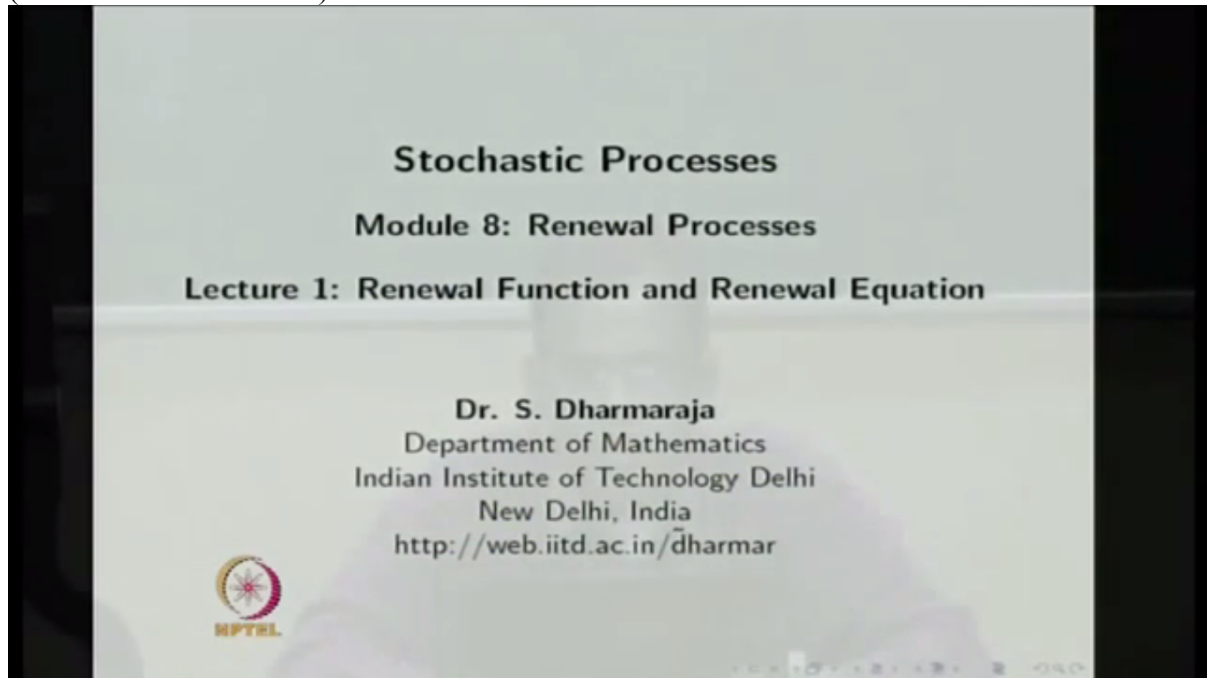 Stochastic Processes
Module 8: Renewal Processes
Lecture 1: Renewal Function and Renewal Equation
Dr. S. Dharmaraja
Department of Mathematics
Indian Institute of Technology Delhi
New Delhi, India
http://web.iitd.ac.in/d̄harmar
NPTEL